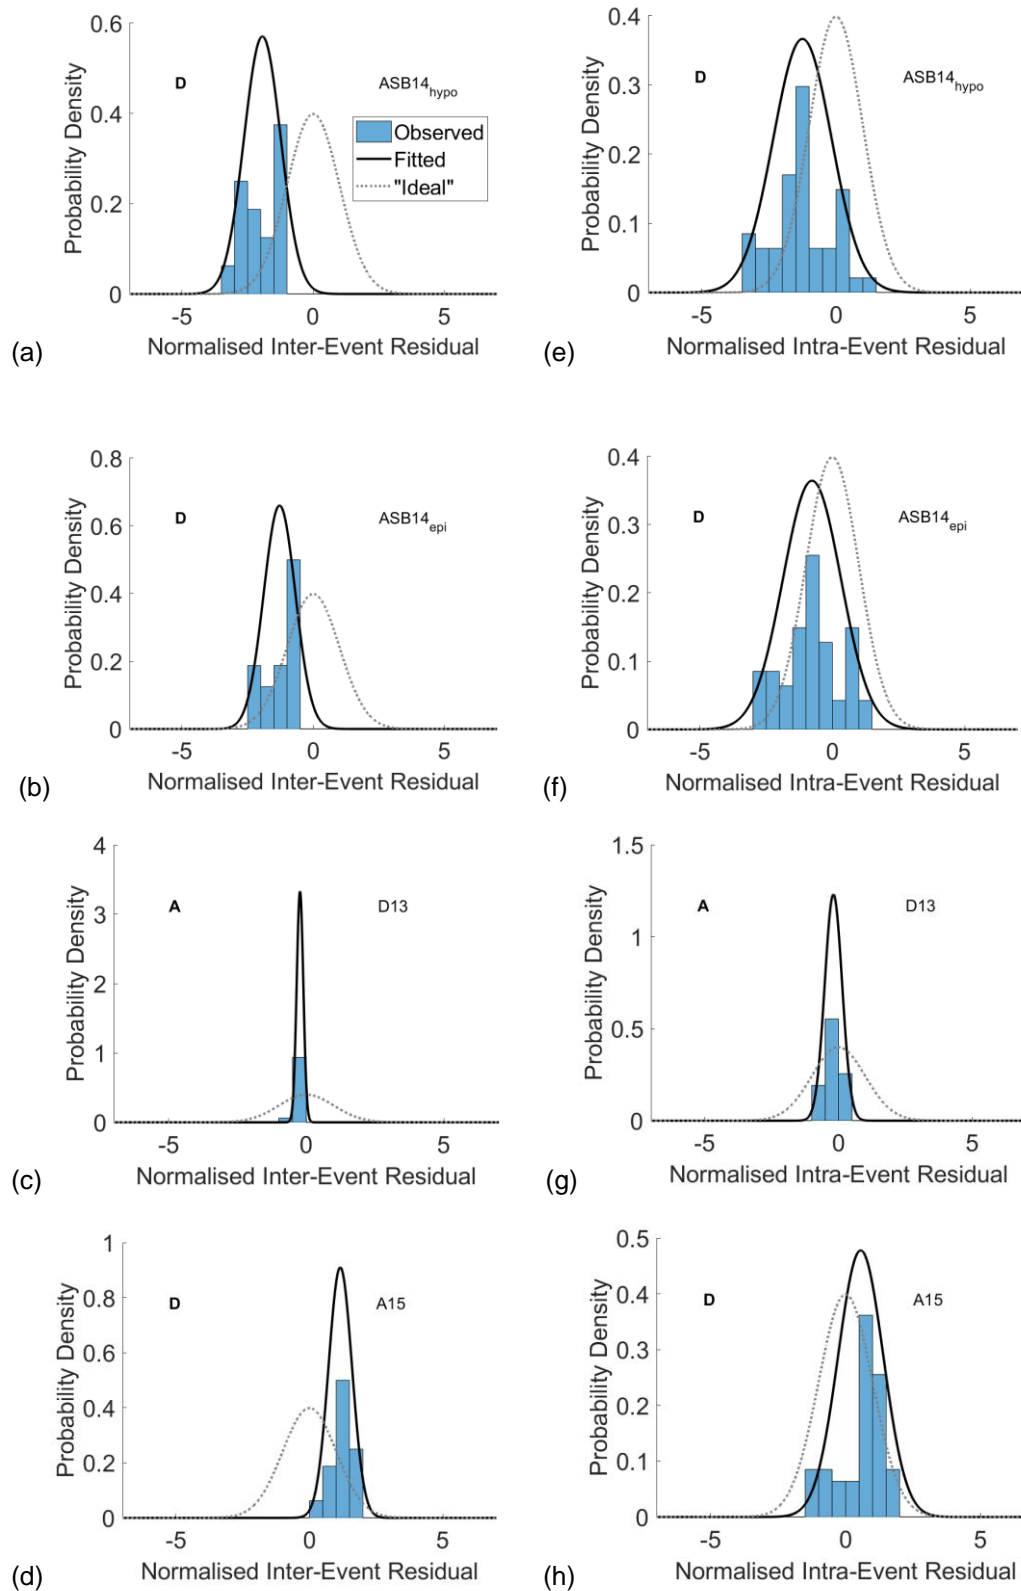 0.6
0.4
0.2
0
Probability Density
D
ASB14hypo
Observed
Fitted
"Ideal"
-5 0 5
Normalised Inter-Event Residual
(a)
0.4
0.3
0.2
0.1
0
Probability Density
D
ASB14hypo
-5 0 5
Normalised Intra-Event Residual
(e)
0.8
0.6
0.4
0.2
0
Probability Density
D
ASB14epi
-5 0 5
Normalised Inter-Event Residual
(b)
0.4
0.3
0.2
0.1
0
Probability Density
D
ASB14epi
-5 0 5
Normalised Intra-Event Residual
(f)
4
3
2
1
0
Probability Density
A
D13
-5 0 5
Normalised Inter-Event Residual
(c)
1.5
1
0.5
0
Probability Density
A
D13
-5 0 5
Normalised Intra-Event Residual
(g)
1
0.8
0.6
0.4
0.2
0
Probability Density
D
A15
-5 0 5
Normalised Inter-Event Residual
(d)
0.5
0.4
0.3
0.2
0.1
0
Probability Density
D
A15
-5 0 5
Normalised Intra-Event Residual
(h)